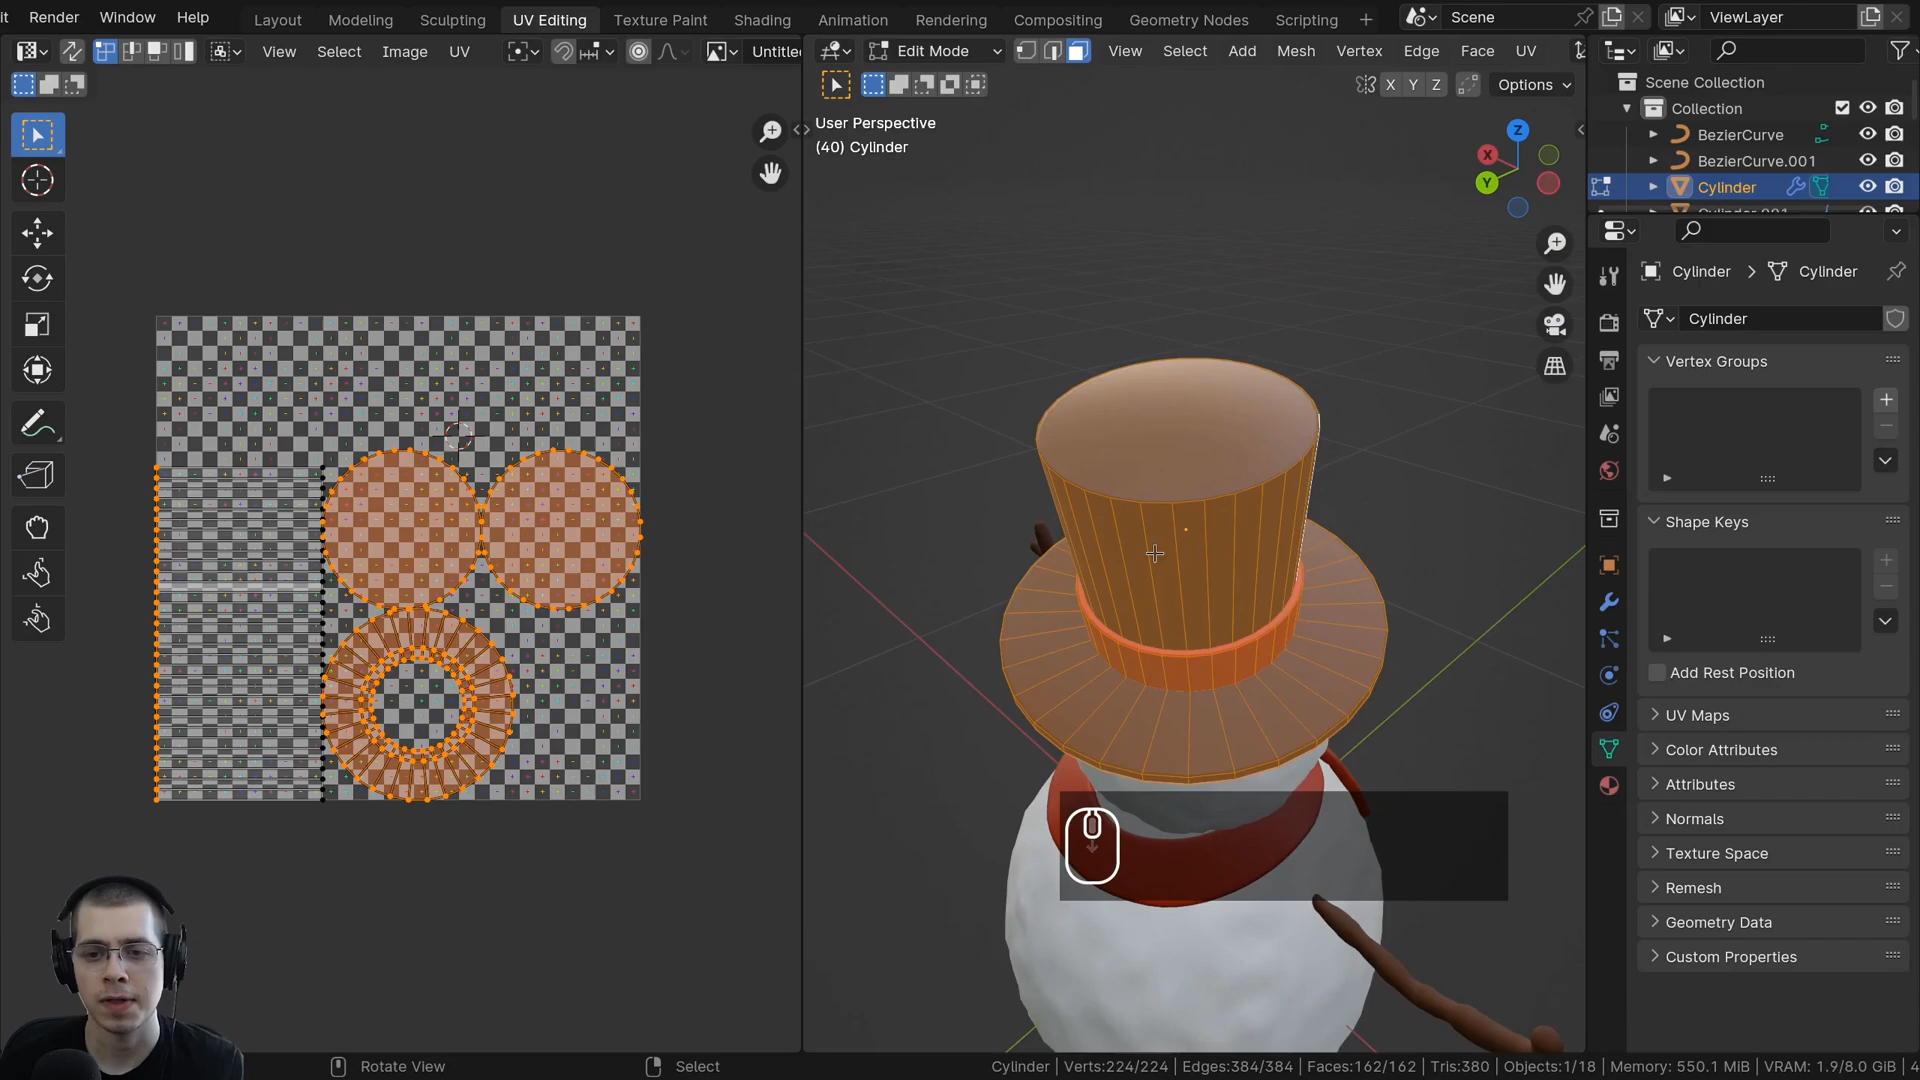 it Render Window Help Layout Modeling Sculpting UV Editing Texture Paint Shading Animation Rendering Compositing Geometry Nodes Scripting + Scene ViewLayer
View Select Image UV Untitle Edit Mode View Select Add Mesh Vertex Edge Face UV
X Y Z Options
User Perspective
(40) Cylinder
Z
X
Y
Scene Collection
Collection
BezierCurve
BezierCurve.001
Cylinder
Cylinder.001
Cylinder > Cylinder
Cylinder
Vertex Groups
Shape Keys
Add Rest Position
UV Maps
Color Attributes
Attributes
Normals
Texture Space
Remesh
Geometry Data
Custom Properties
Rotate View Select Cylinder | Verts:224/224 | Edges:384/384 | Faces:162/162 | Tris:380 | Objects:1/18 | Memory: 550.1 MiB | VRAM: 1.9/8.0 GiB | 4